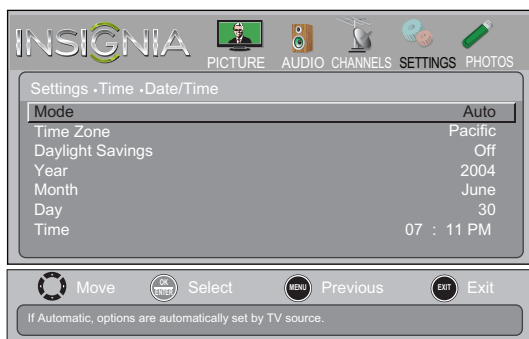 INSIGNIA
PICTURE AUDIO CHANNELS SETTINGS PHOTOS
Settings •Time •Date/Time
Mode Auto
Time Zone Pacific
Daylight Savings Off
Year 2004
Month June
Day 30
Time 07 : 11 PM
Move OK ENTER Select MENU Previous EXIT Exit
If Automatic, options are automatically set by TV source.